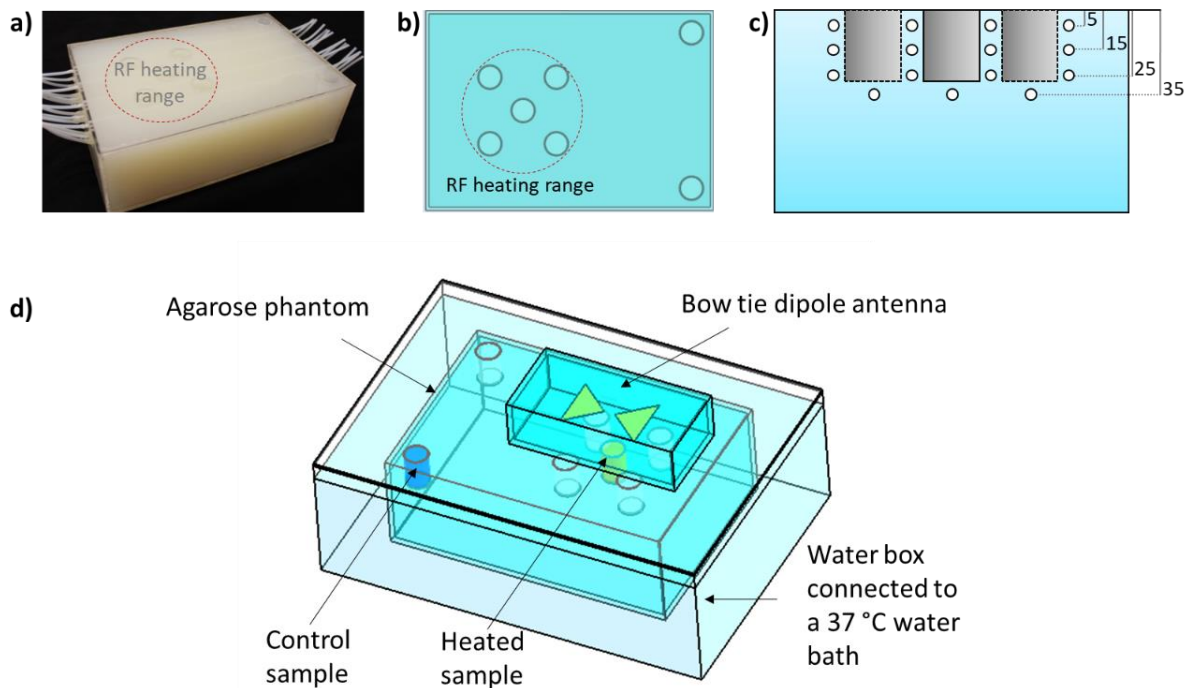 a)
RF heating
range
b)
RF heating range
c)
5
15
25
35
d)
Agarose phantom
Bow tie dipole antenna
Control
sample
Heated
sample
Water box
connected to
a 37 °C water
bath